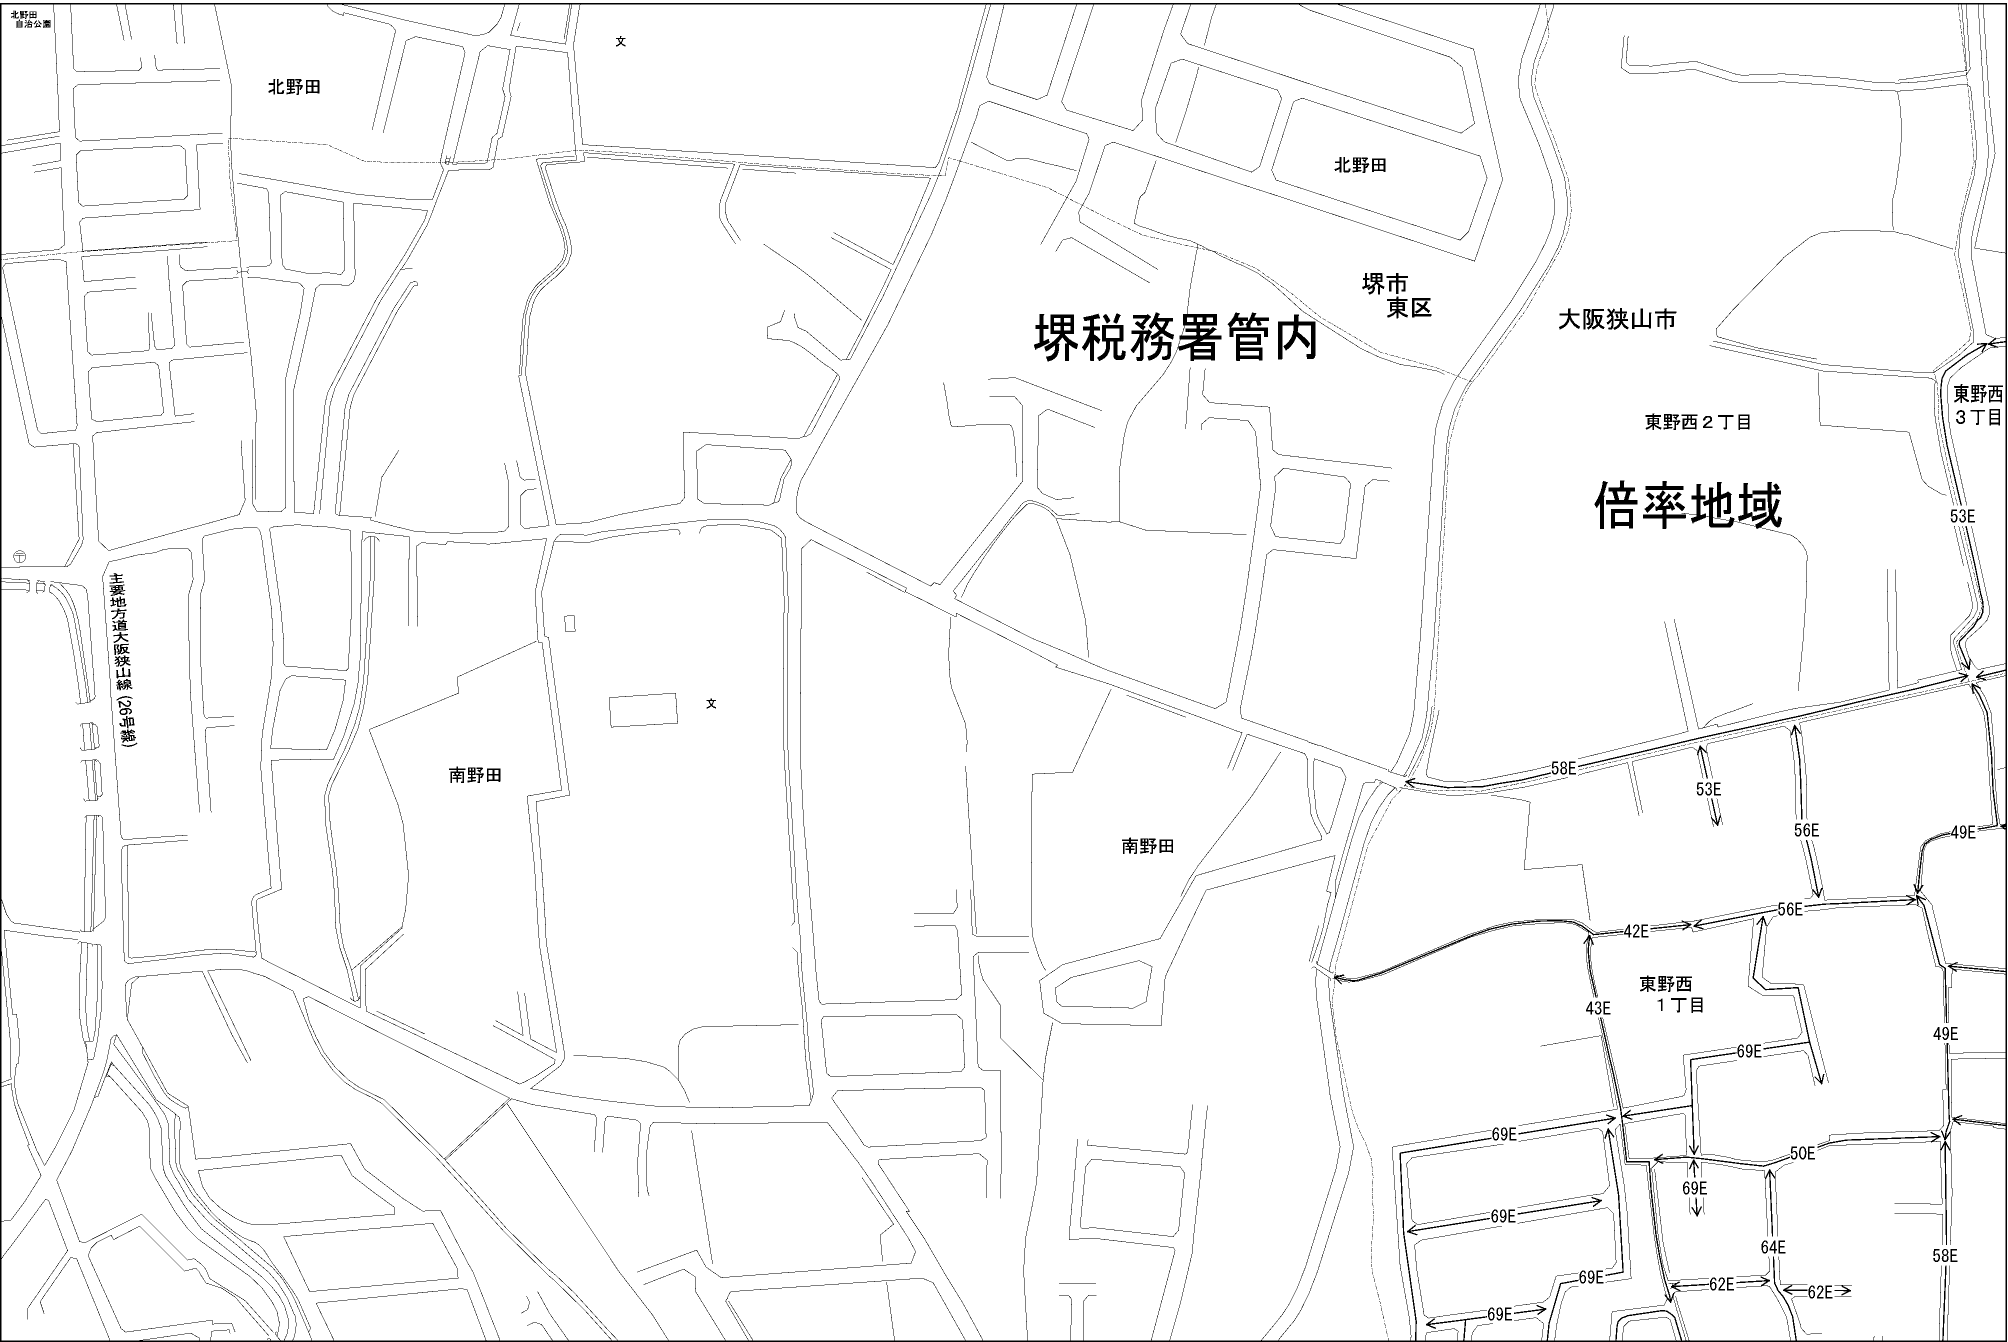 北野田
自治公園
文
北野田
北野田
堺市
東区
堺税務署管内
大阪狭山市
東野西
3丁目
東野西2丁目
倍率地域
53E
〒
主要地方道大阪狭山線(26号線)
文
南野田
58E
53E
56E
49E
南野田
56E
42E
東野西
1丁目
43E
49E
69E
69E
50E
69E
69E
64E
58E
69E
62E
62E
69E